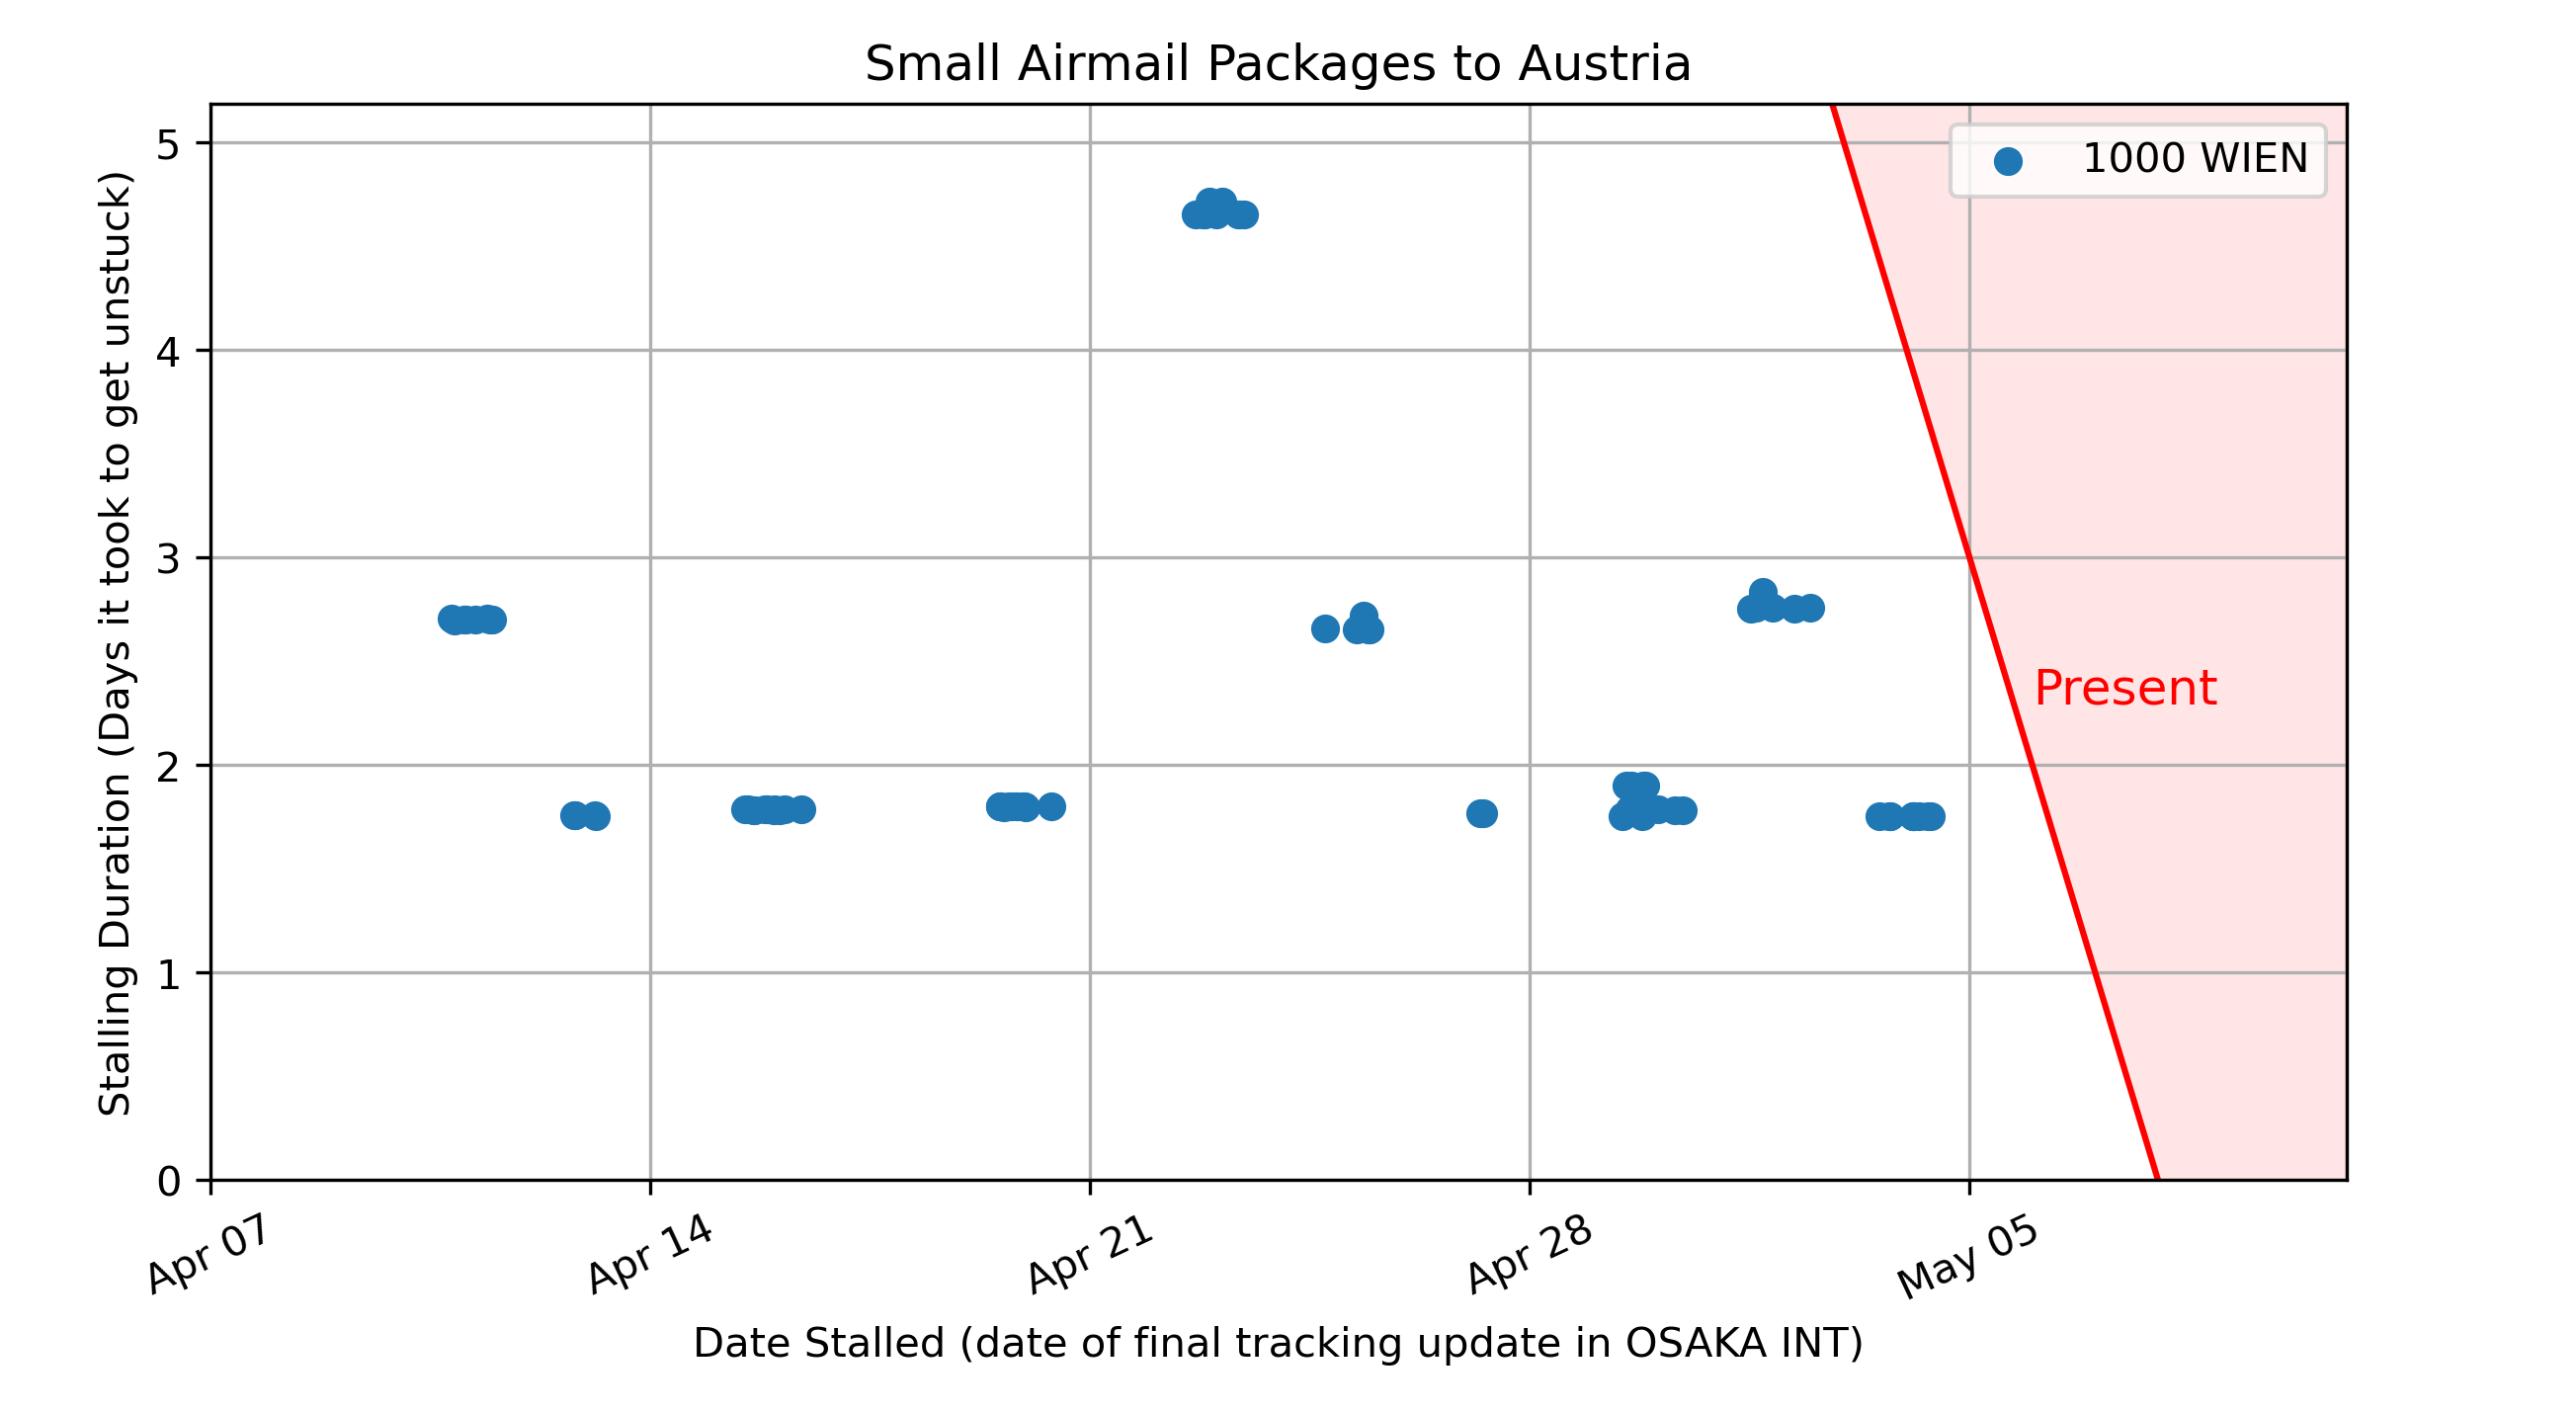 Small Airmail Packages to Austria
1000 WIEN
Present
Stalling Duration (Days it took to get unstuck)
5
4
3
2
1
0
Apr 07
Apr 14
Apr 21
Apr 28
May 05
Date Stalled (date of final tracking update in OSAKA INT)